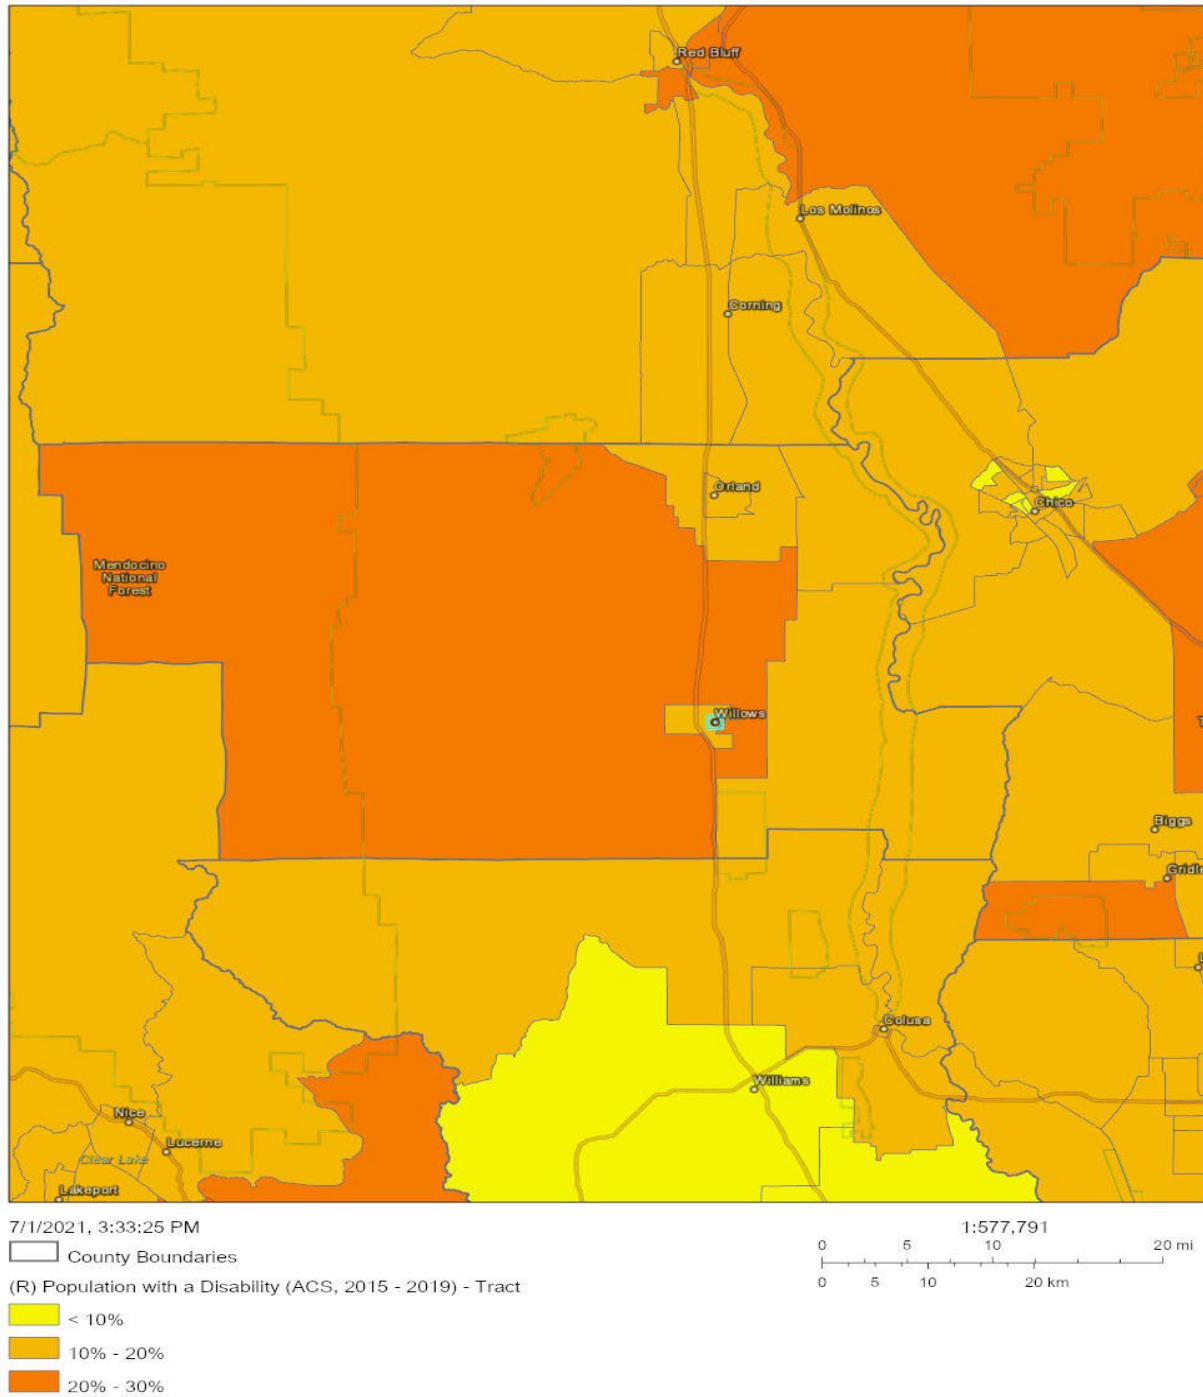 Red Bluff
Los Molinos
Corning
Orland
Chico
Mendocino
National
Forest
Willows
T
Biggs
Gridle
L
Colusa
Williams
Nice
Lucerne
Clear Lake
Lakeport
7/1/2021, 3:33:25 PM
1:577,791
County Boundaries
0 5 10 20 mi
0 5 10 20 km
(R) Population with a Disability (ACS, 2015 - 2019) - Tract
< 10%
10% - 20%
20% - 30%